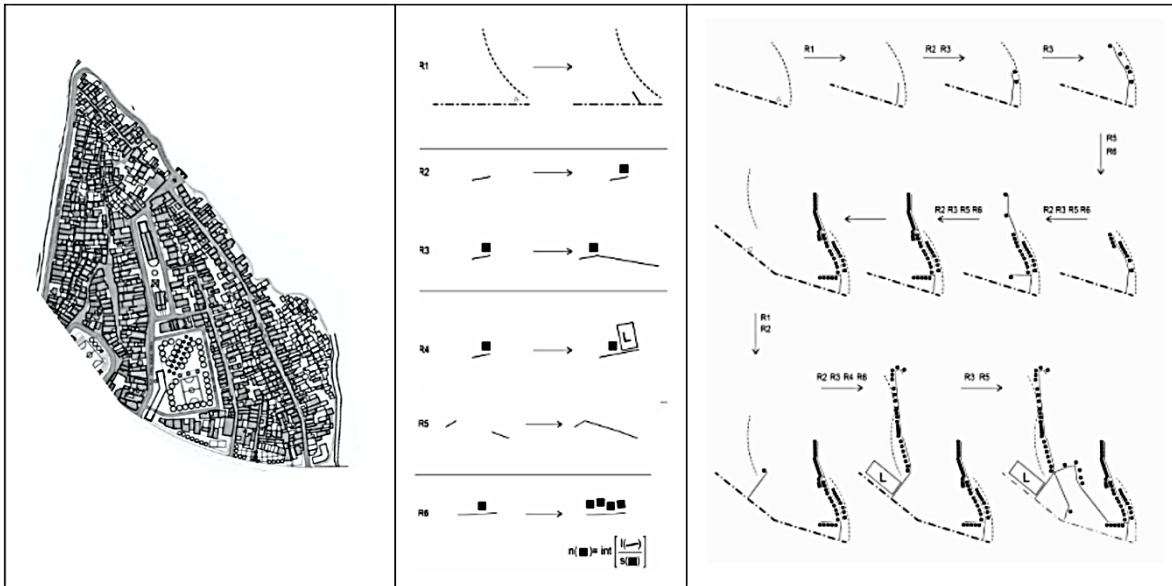 R1
R2
R3
R4
L
R5
R6
n(■)= int [ l(—) / s(■) ]
R1
R2 R3
R3
R5
R6
R2 R3 R5 R6
R2 R3 R5 R6
R1
R2
R2 R3 R4 R6
R3 R5
L
L